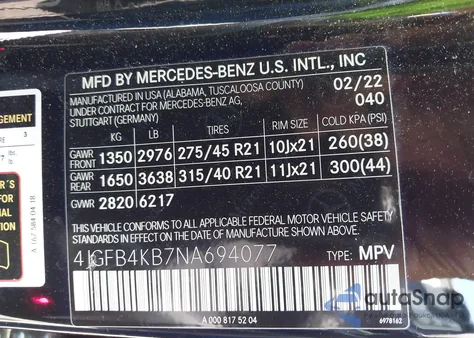 MFD BY MERCEDES-BENZ U.S. INTL., INC
MANUFACTURED IN USA (ALABAMA, TUSCALOOSA COUNTY)
UNDER CONTRACT FOR MERCEDES-BENZ AG,
STUTTGART (GERMANY)
02/22
040
KG LB TIRES RIM SIZE COLD KPA (PSI)
GAWR FRONT 1350 2976 275/45 R21 10Jx21 260(38)
GAWR REAR 1650 3638 315/40 R21 11Jx21 300(44)
GVWR 2820 6217
THIS VEHICLE CONFORMS TO ALL APPLICABLE FEDERAL MOTOR VEHICLE
SAFETY STANDARDS IN EFFECT ON THE DATE OF MANUFACTURE SHOWN ABOVE.
4JGFB4KB7NA694077 TYPE: MPV
A 000 817 52 04
6978162
autoSnap
A 167 584 04 18